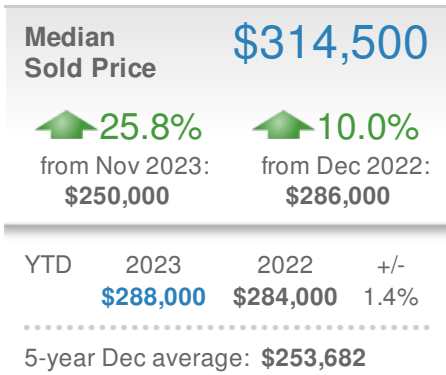 Median
Sold Price
$314,500
25.8% 10.0%
from Nov 2023: from Dec 2022:
$250,000 $286,000
YTD 2023 2022 +/-
$288,000 $284,000 1.4%
5-year Dec average: $253,682